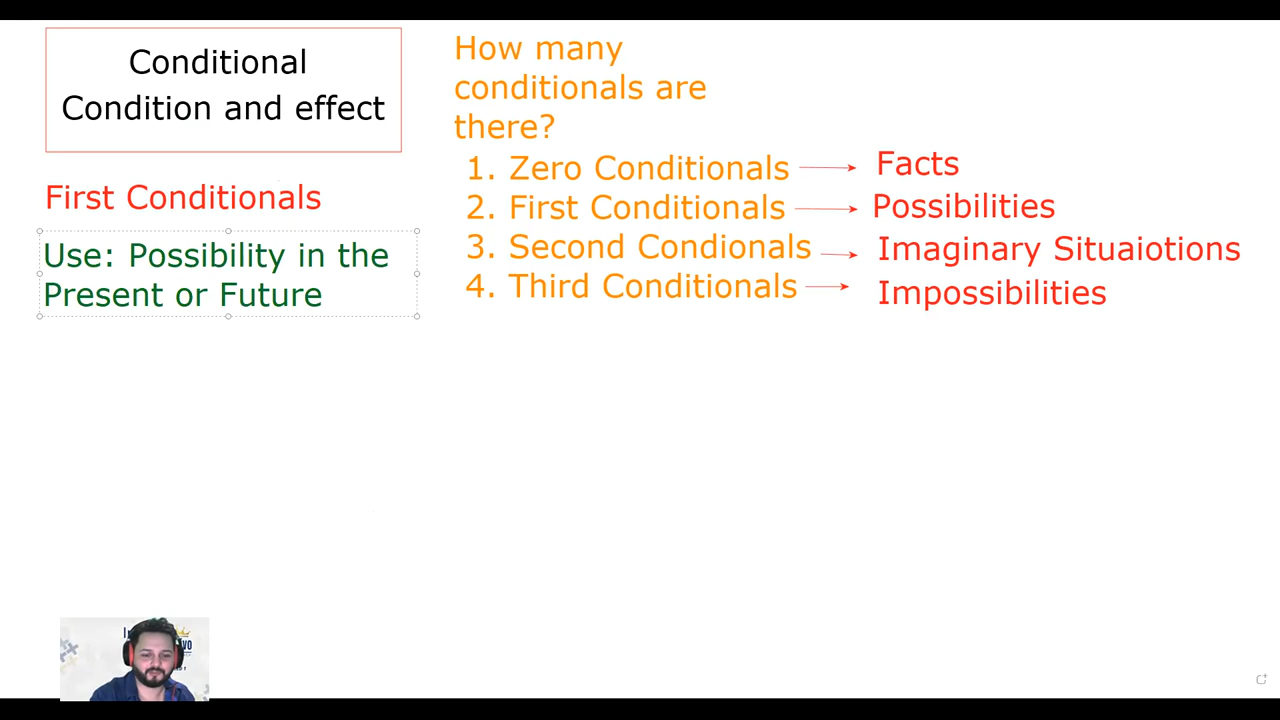 Conditional
Condition and effect
First Conditionals
Use: Possibility in the
Present or Future
How many
conditionals are
there?
1. Zero Conditionals
Facts
2. First Conditionals
Possibilities
3. Second Condionals
Imaginary Situaiotions
4. Third Conditionals
Impossibilities